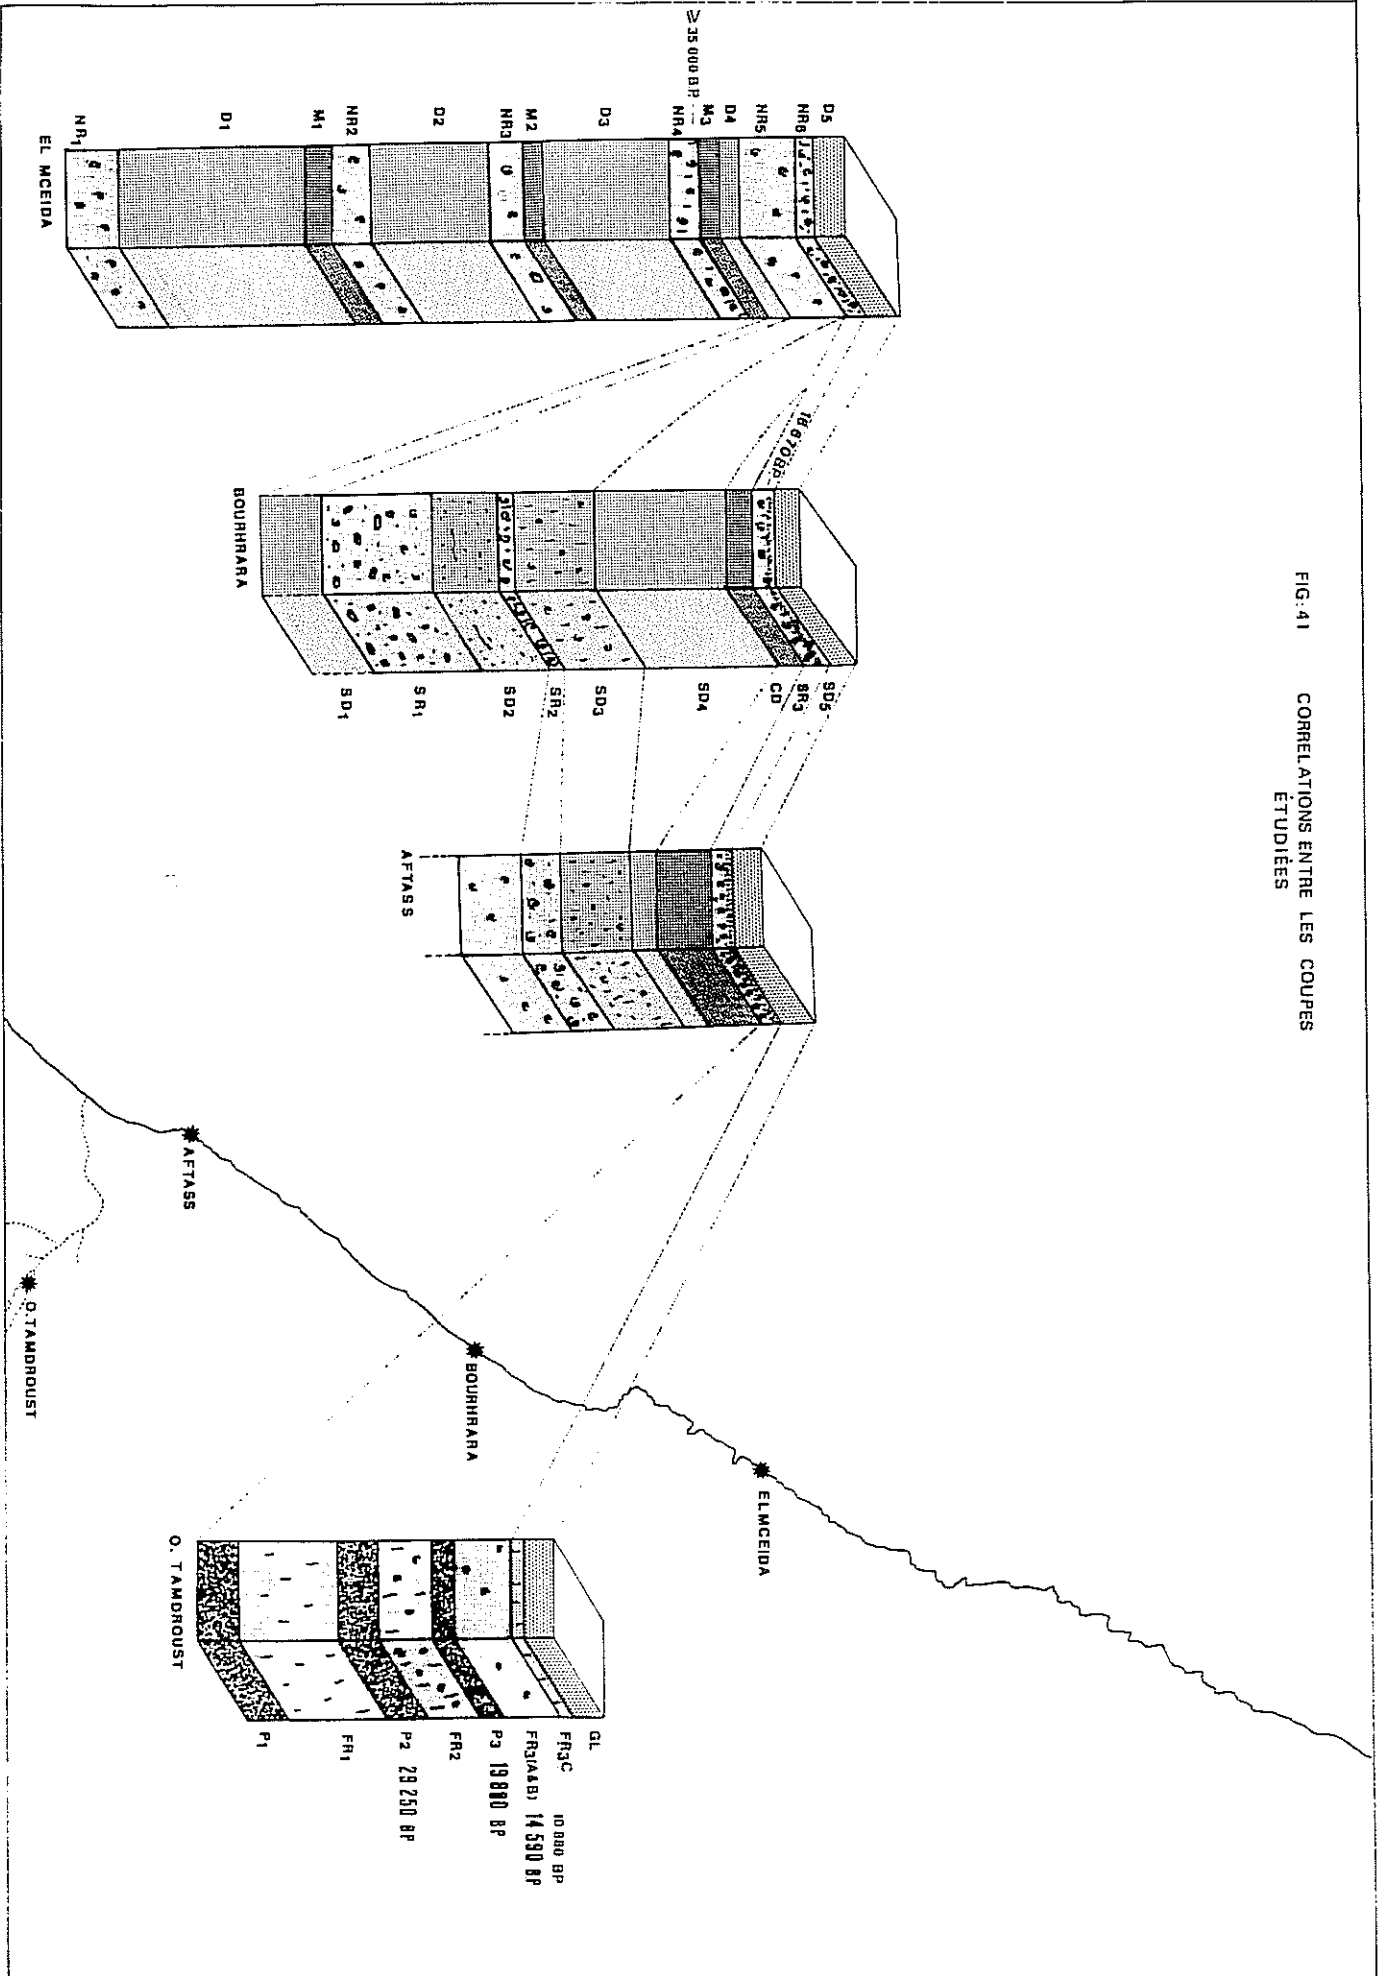 FIG:41 CORRELATIONS ENTRE LES COUPES
ÉTUDIÉES
≥ 35 000 B.P.
D5
NR6
NR5
D4
M3
NR4
D3
M2
NR3
D2
NR2
M1
D1
NR1
EL MCEIDA
18 670 BP
SD5
SR3
CD
SD4
SD3
SR2
SD2
SR1
SD1
BOURHRARA
AFTASS
GL
FR3C 10 880 BP
FR3(A&B) 14 590 BP
P3 19 880 BP
FR2
P2 29 250 BP
FR1
P1
O. TAMDROUST
ELMCEIDA
BOURHRARA
AFTASS
O.TAMDROUST